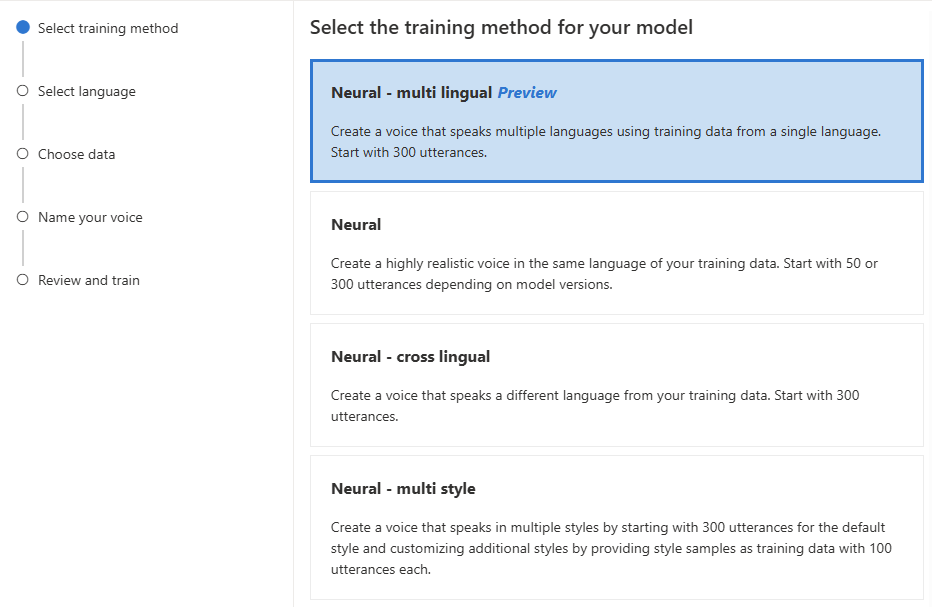 Select training method
Select language
Choose data
Name your voice
Review and train
Select the training method for your model
Neural - multi lingual Preview
Create a voice that speaks multiple languages using training data from a single language.
Start with 300 utterances.
Neural
Create a highly realistic voice in the same language of your training data. Start with 50 or
300 utterances depending on model versions.
Neural - cross lingual
Create a voice that speaks a different language from your training data. Start with 300
utterances.
Neural - multi style
Create a voice that speaks in multiple styles by starting with 300 utterances for the default
style and customizing additional styles by providing style samples as training data with 100
utterances each.